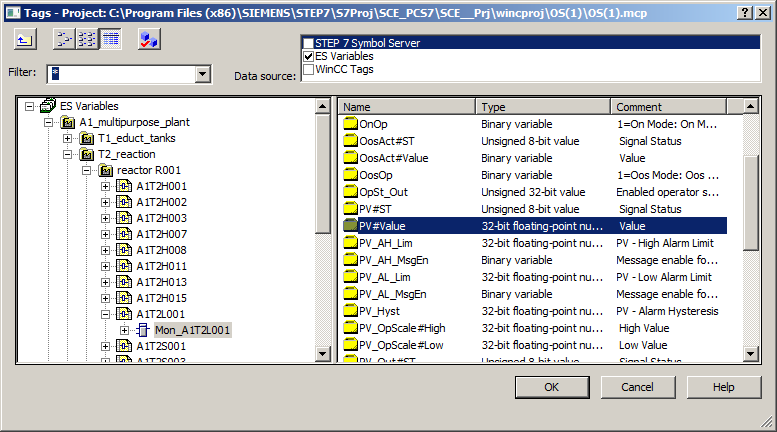 Tags - Project: C:\Program Files (x86)\SIEMENS\STEP7\S7Proj\SCE_PCS7\SCE__Prj\wincproj\OS(1)\OS(1).mcp
Filter: *
Data source:
STEP 7 Symbol Server
ES Variables
WinCC Tags
ES Variables
A1_multipurpose_plant
T1_educt_tanks
T2_reaction
reactor R001
A1T2H001
A1T2H002
A1T2H003
A1T2H007
A1T2H008
A1T2H011
A1T2H013
A1T2H015
A1T2L001
Mon_A1T2L001
A1T2S001
A1T2S003
Name Type Comment
OnOp Binary variable 1=On Mode: On M...
OosAct#ST Unsigned 8-bit value Signal Status
OosAct#Value Binary variable Value
OosOp Binary variable 1=Oos Mode: Oos ...
OpSt_Out Unsigned 32-bit value Enabled operator s...
PV#ST Unsigned 8-bit value Signal Status
PV#Value 32-bit floating-point nu... Value
PV_AH_Lim 32-bit floating-point nu... PV - High Alarm Limit
PV_AH_MsgEn Binary variable Message enable fo...
PV_AL_Lim 32-bit floating-point nu... PV - Low Alarm Limit
PV_AL_MsgEn Binary variable Message enable fo...
PV_Hyst 32-bit floating-point nu... PV - Alarm Hysteresis
PV_OpScale#High 32-bit floating-point nu... High Value
PV_OpScale#Low 32-bit floating-point nu... Low Value
PV_Out#ST Unsigned 8-bit value Signal Status
OK Cancel Help